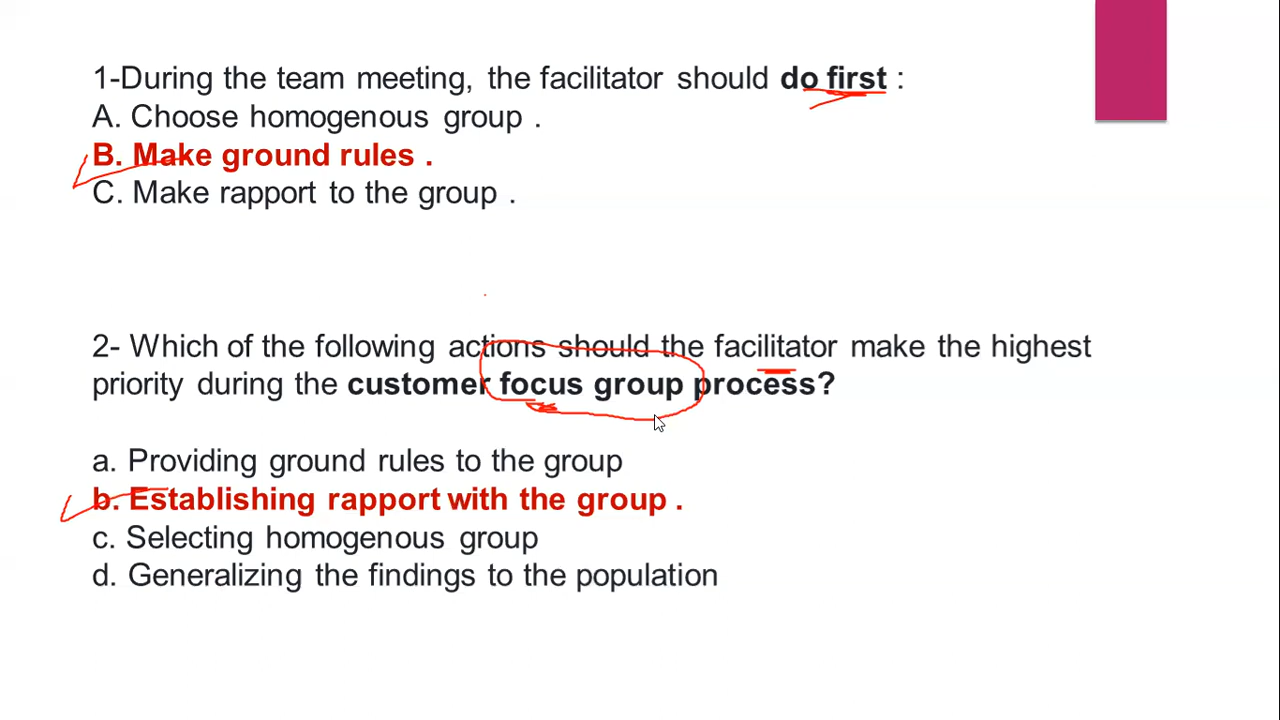 1-During the team meeting, the facilitator should do first :
A. Choose homogenous group .
B. Make ground rules .
C. Make rapport to the group .
2- Which of the following actions should the facilitator make the highest
priority during the customer focus group process?
a. Providing ground rules to the group
b. Establishing rapport with the group .
c. Selecting homogenous group
d. Generalizing the findings to the population